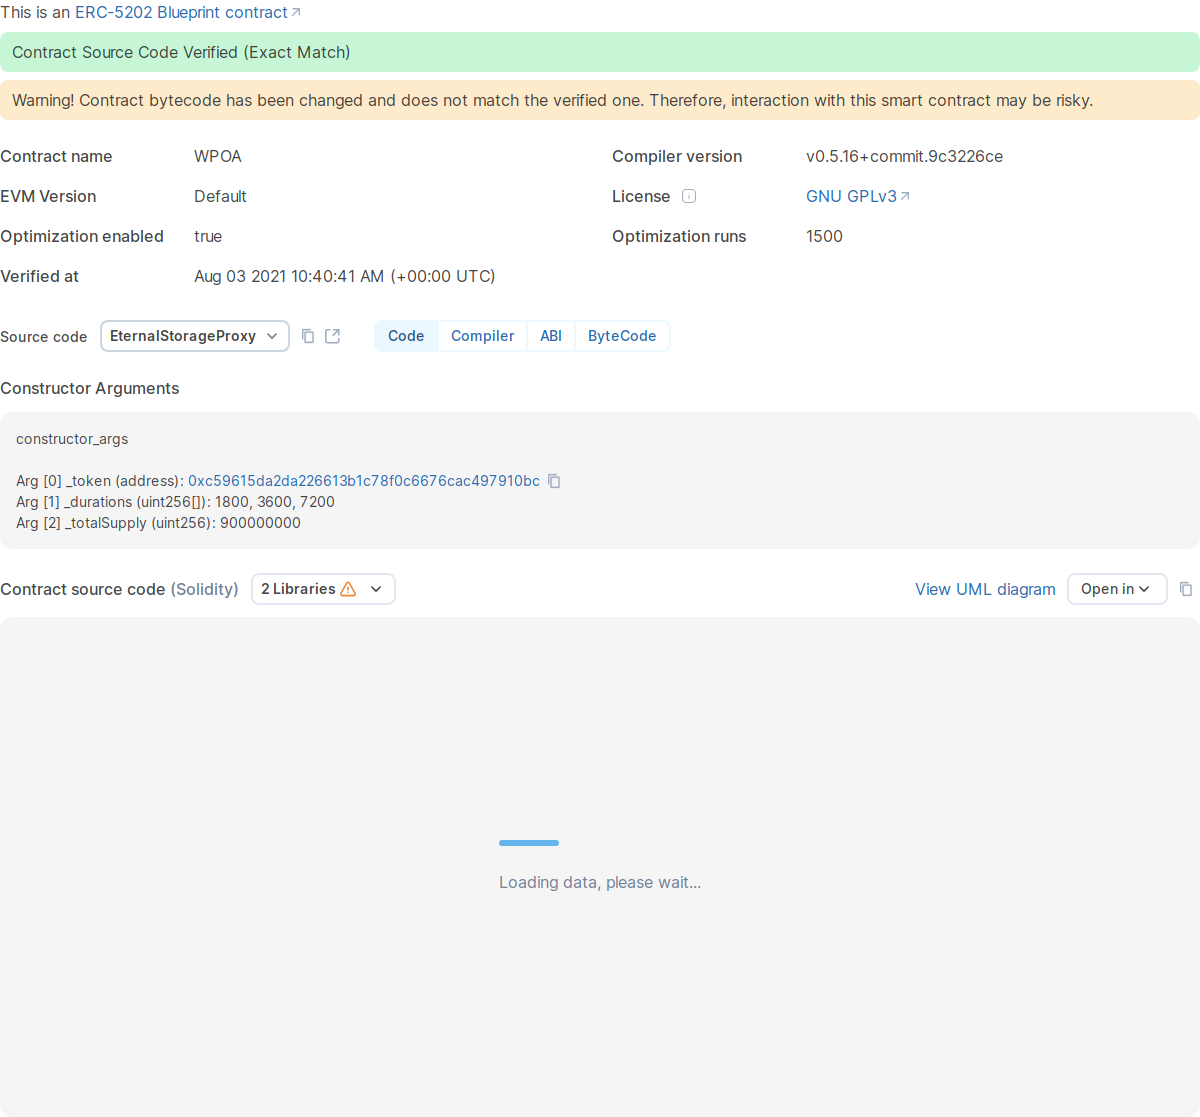 This is an ERC-5202 Blueprint contract
Contract Source Code Verified (Exact Match)
Warning! Contract bytecode has been changed and does not match the verified one. Therefore, interaction with this smart contract may be risky.
Contract name WPOA Compiler version v0.5.16+commit.9c3226ce
EVM Version Default License GNU GPLv3
Optimization enabled true Optimization runs 1500
Verified at Aug 03 2021 10:40:41 AM (+00:00 UTC)
Source code EternalStorageProxy Code Compiler ABI ByteCode
Constructor Arguments
constructor_args
Arg [0] _token (address): 0xc59615da2da226613b1c78f0c6676cac497910bc
Arg [1] _durations (uint256[]): 1800, 3600, 7200
Arg [2] _totalSupply (uint256): 900000000
Contract source code (Solidity) 2 Libraries View UML diagram Open in
Loading data, please wait...